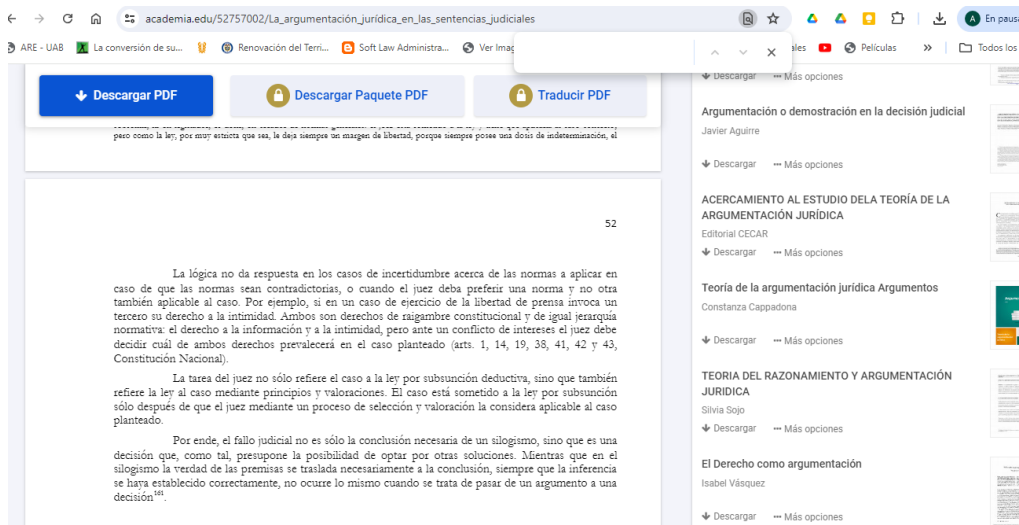 academia.edu/52757002/La_argumentación_jurídica_en_las_sentencias_judiciales
En pausa
ARE - UAB
La conversión de su...
Renovación del Terri...
Soft Law Administra...
Ver Imag
ales
Películas
»
Todos los
Descargar PDF
Descargar Paquete PDF
Traducir PDF
pero como la ley, por muy estricta que sea, le deja siempre un margen de libertad, porque siempre posee una dosis de indeterminación, el
52
La lógica no da respuesta en los casos de incertidumbre acerca de las normas a aplicar en
caso de que las normas sean contradictorias, o cuando el juez deba preferir una norma y no otra
también aplicable al caso. Por ejemplo, si en un caso de ejercicio de la libertad de prensa invoca un
tercero su derecho a la intimidad. Ambos son derechos de raigambre constitucional y de igual jerarquía
normativa: el derecho a la información y a la intimidad, pero ante un conflicto de intereses el juez debe
decidir cuál de ambos derechos prevalecerá en el caso planteado (arts. 1, 14, 19, 38, 41, 42 y 43,
Constitución Nacional).
La tarea del juez no sólo refiere el caso a la ley por subsunción deductiva, sino que también
refiere la ley al caso mediante principios y valoraciones. El caso está sometido a la ley por subsunción
sólo después de que el juez mediante un proceso de selección y valoración la considera aplicable al caso
planteado.
Por ende, el fallo judicial no es sólo la conclusión necesaria de un silogismo, sino que es una
decisión que, como tal, presupone la posibilidad de optar por otras soluciones. Mientras que en el
silogismo la verdad de las premisas se traslada necesariamente a la conclusión, siempre que la inferencia
se haya establecido correctamente, no ocurre lo mismo cuando se trata de pasar de un argumento a una
decisión161.
Descargar ••• Más opciones
Argumentación o demostración en la decisión judicial
Javier Aguirre
Descargar ••• Más opciones
ACERCAMIENTO AL ESTUDIO DELA TEORÍA DE LA
ARGUMENTACIÓN JURÍDICA
Editorial CECAR
Descargar ••• Más opciones
Teoría de la argumentación jurídica Argumentos
Constanza Cappadona
Descargar ••• Más opciones
TEORIA DEL RAZONAMIENTO Y ARGUMENTACIÓN
JURIDICA
Silvia Sojo
Descargar ••• Más opciones
El Derecho como argumentación
Isabel Vásquez
Descargar ••• Más opciones